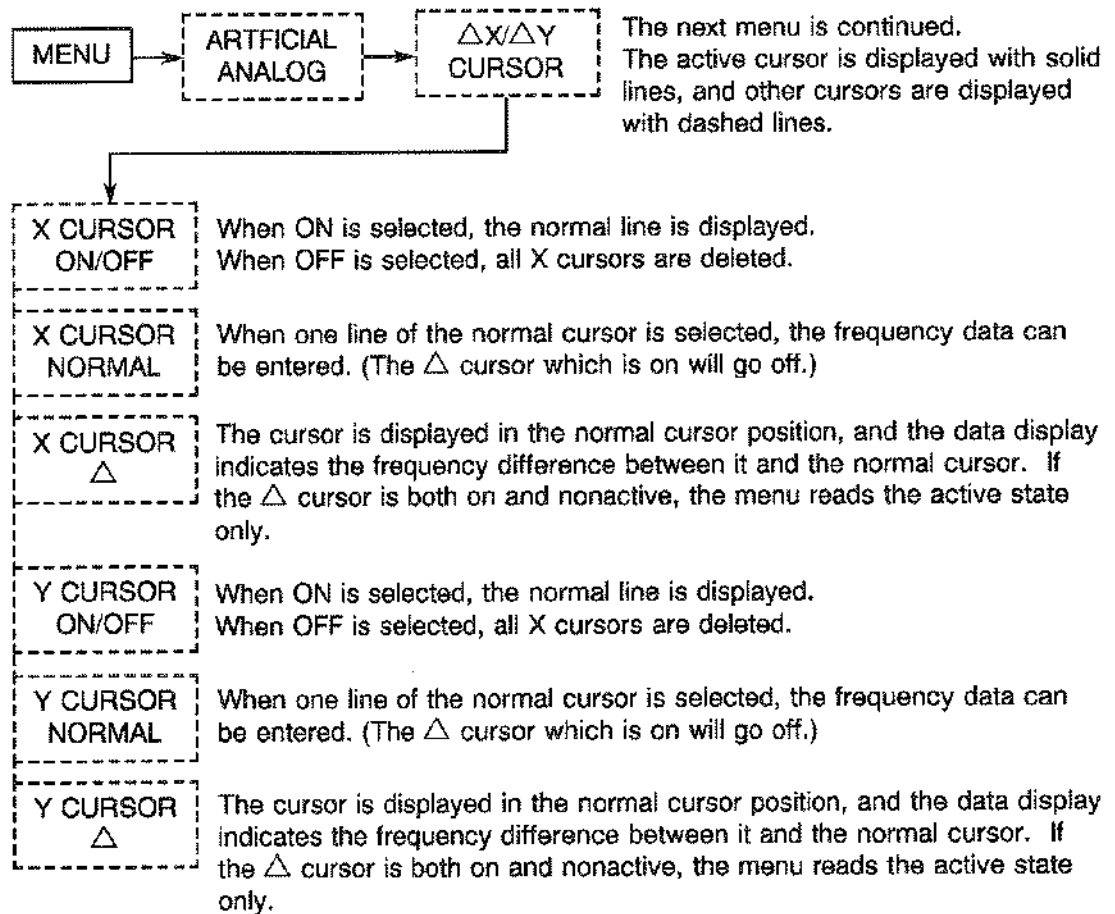 MENU
ARTFICIAL
ANALOG
△X/△Y
CURSOR
The next menu is continued.
The active cursor is displayed with solid
lines, and other cursors are displayed
with dashed lines.
X CURSOR
ON/OFF
When ON is selected, the normal line is displayed.
When OFF is selected, all X cursors are deleted.
X CURSOR
NORMAL
When one line of the normal cursor is selected, the frequency data can
be entered. (The △ cursor which is on will go off.)
X CURSOR
△
The cursor is displayed in the normal cursor position, and the data display
indicates the frequency difference between it and the normal cursor. If
the △ cursor is both on and nonactive, the menu reads the active state
only.
Y CURSOR
ON/OFF
When ON is selected, the normal line is displayed.
When OFF is selected, all X cursors are deleted.
Y CURSOR
NORMAL
When one line of the normal cursor is selected, the frequency data can
be entered. (The △ cursor which is on will go off.)
Y CURSOR
△
The cursor is displayed in the normal cursor position, and the data display
indicates the frequency difference between it and the normal cursor. If
the △ cursor is both on and nonactive, the menu reads the active state
only.